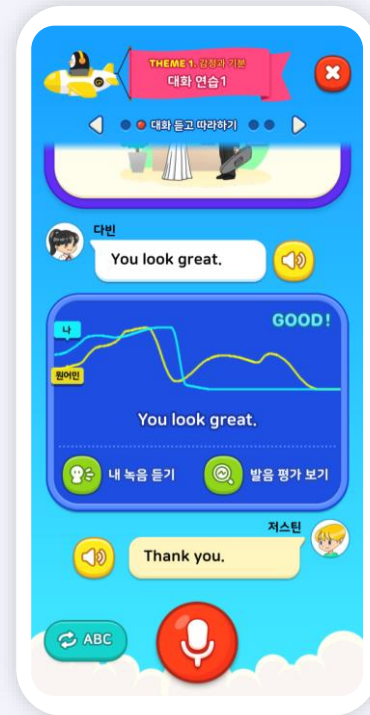 THEME 1. 감정과 기분
대화 연습1
대화 듣고 따라하기
다빈
You look great.
GOOD!
나
원어민
You look great.
내 녹음 듣기
발음 평가 보기
저스틴
Thank you.
ABC